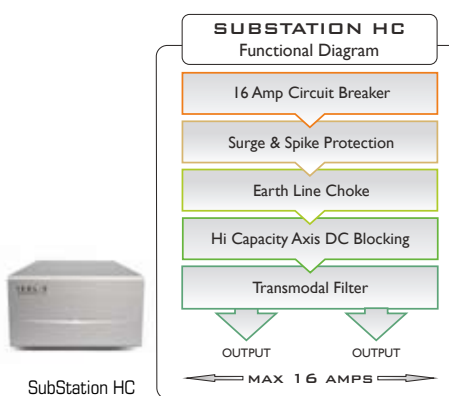 SUBSTATION HC
Functional Diagram
16 Amp Circuit Breaker
Surge & Spike Protection
Earth Line Choke
Hi Capacity Axis DC Blocking
Transmodal Filter
OUTPUT OUTPUT
MAX 16 AMPS
SubStation HC